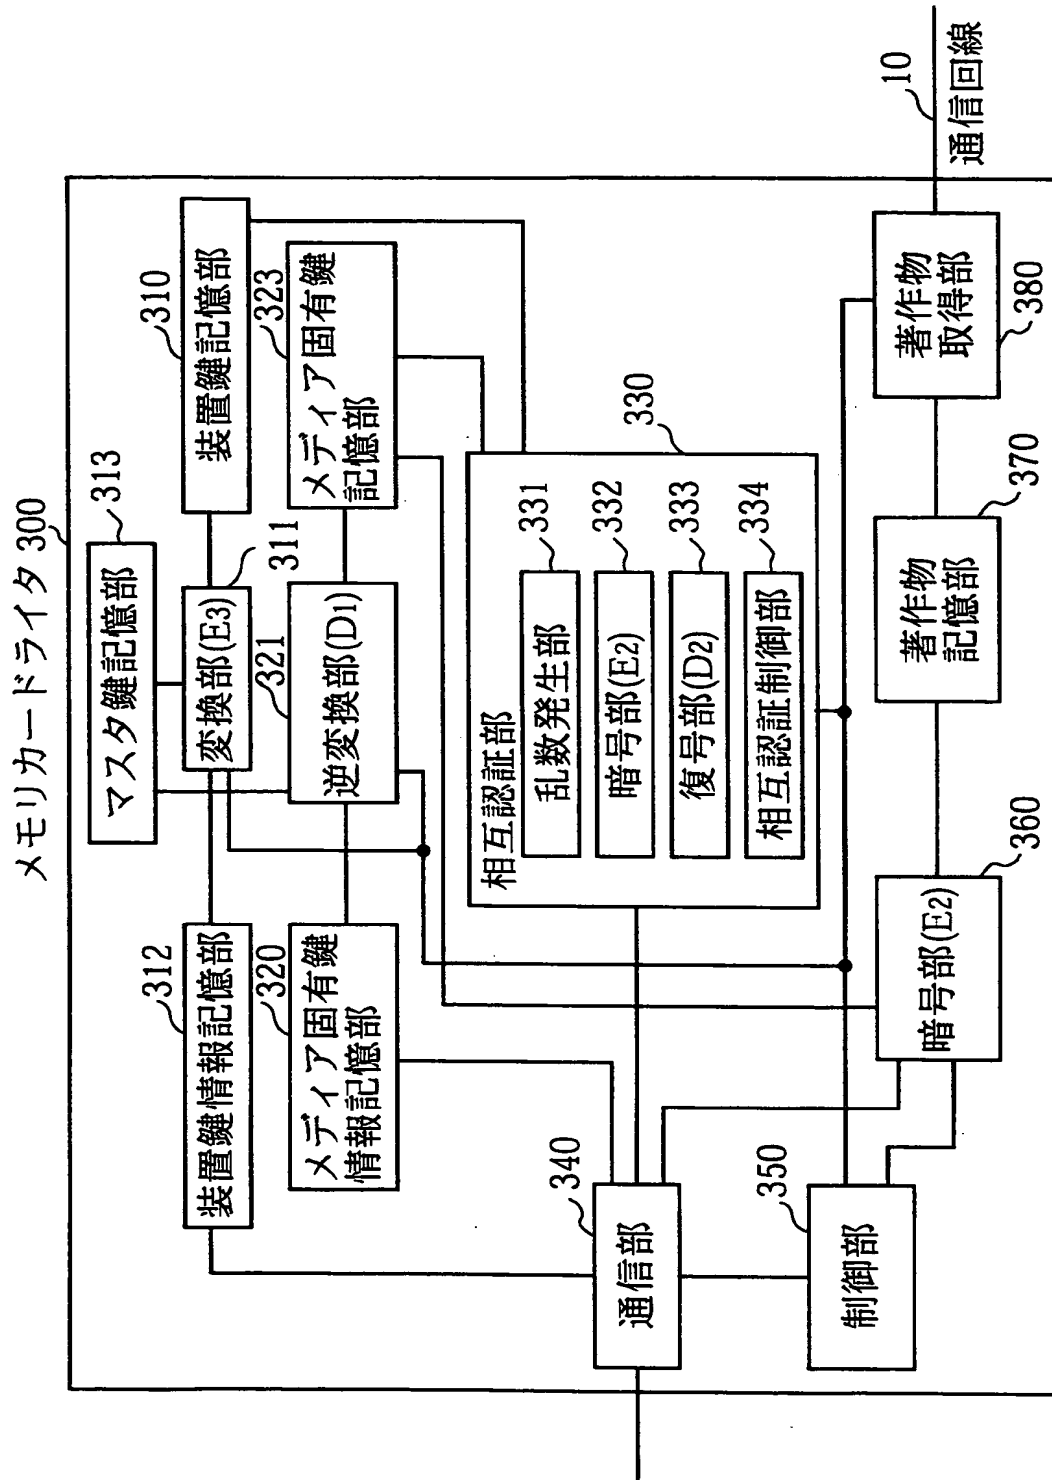 メモリカードライタ 300
マスタ鍵記憶部
313
装置鍵情報記憶部
312
変換部(E3)
311
装置鍵記憶部
310
メディア固有鍵
情報記憶部
320
逆変換部(D1)
321
メディア固有鍵
記憶部
323
相互認証部
330
乱数発生部
331
暗号部(E2)
332
復号部(D2)
333
相互認証制御部
334
通信部
340
制御部
350
暗号部(E2)
360
著作物
記憶部
370
著作物
取得部
380
10
通信回線